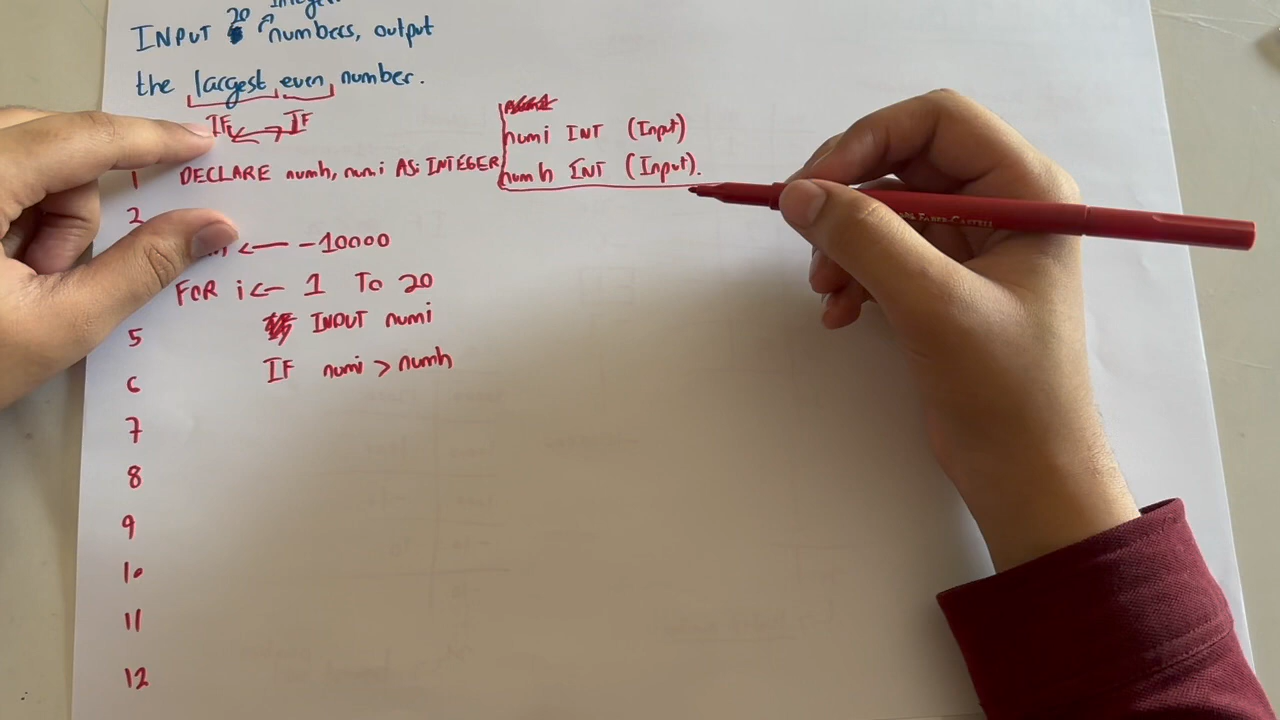 20
INPUT numbers, output
the largest even number.
IF IF
numi INT (Input)
numh INT (Input).
1 DECLARE numh, numi AS: INTEGER
2
← -10000
FOR i← 1 To 20
5 INPUT numi
6 IF numi > numh
7
8
9
10
11
12